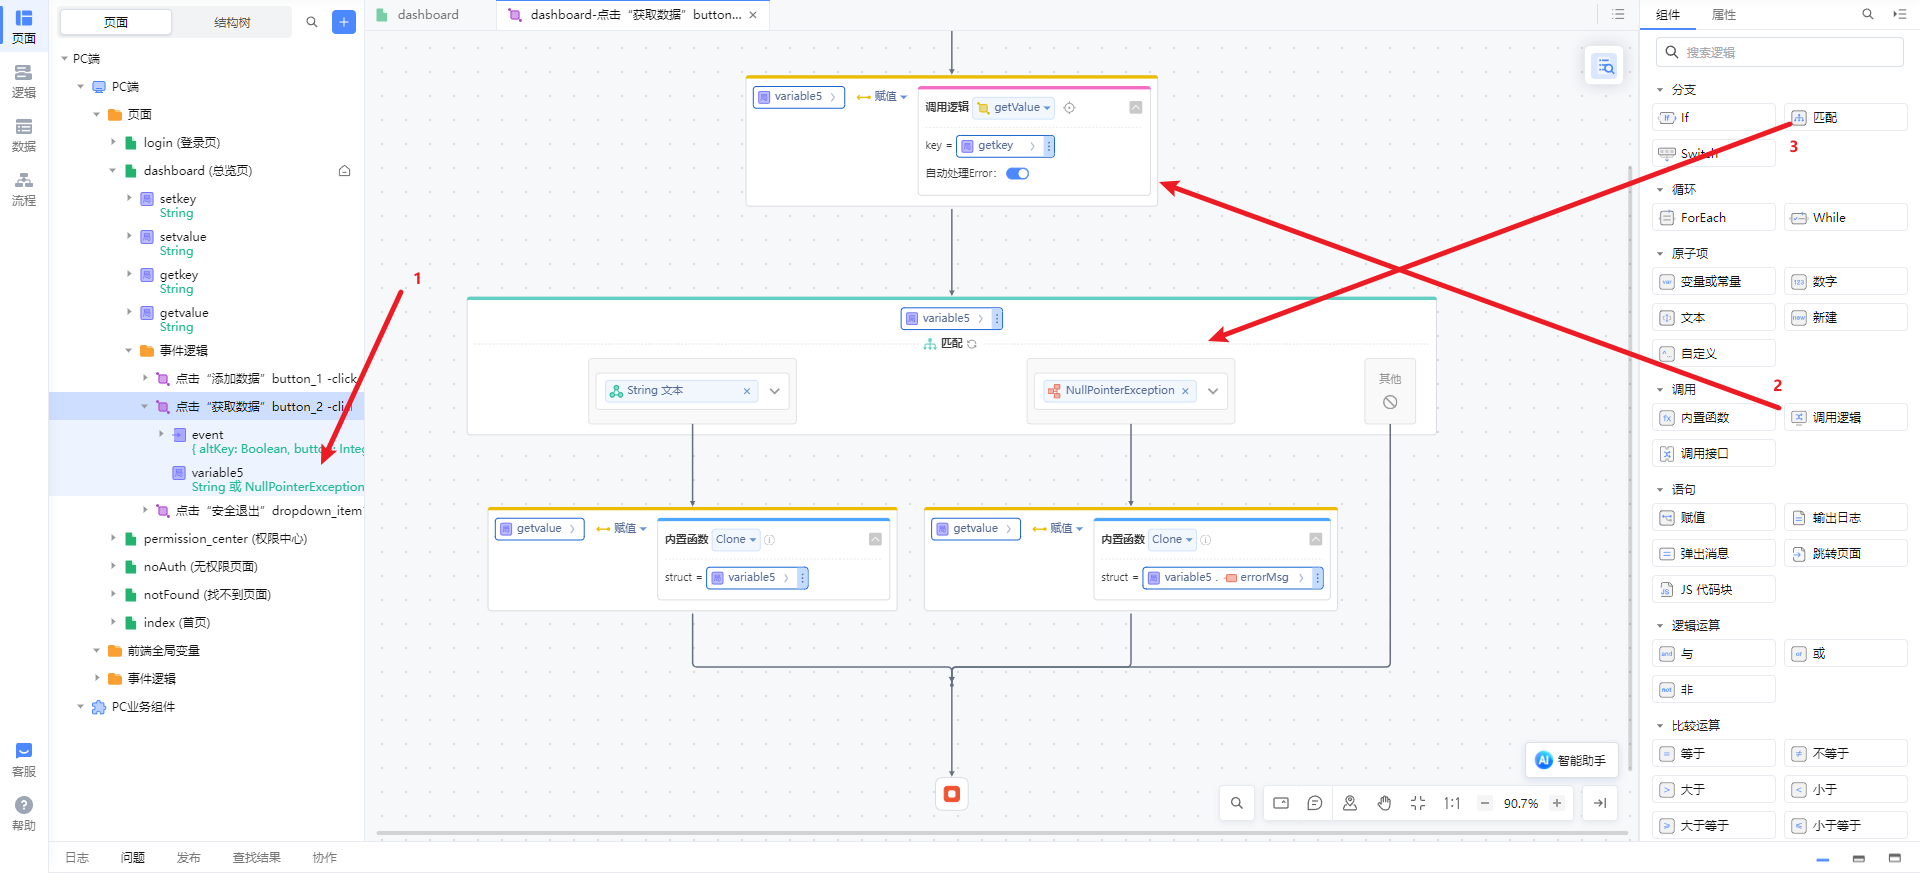 页面
逻辑
数据
流程
客服
帮助
页面
结构树
PC端
PC端
页面
login (登录页)
dashboard (总览页)
setkey
String
setvalue
String
getkey
String
getvalue
String
事件逻辑
点击“添加数据”button_1 -click
点击“获取数据”button_2 -cli
event
{ altKey: Boolean, butto : Integ
variable5
String 或 NullPointerException
点击“安全退出”dropdown_item
permission_center (权限中心)
noAuth (无权限页面)
notFound (找不到页面)
index (首页)
前端全局变量
事件逻辑
PC业务组件
1
dashboard
dashboard-点击“获取数据”button...
variable5
赋值
调用逻辑 getValue
key = getkey
自动处理Error:
variable5
匹配
String 文本
NullPointerException
其他
getvalue
赋值
内置函数 Clone
struct = variable5
getvalue
赋值
内置函数 Clone
struct = variable5 . errorMsg
AI 智能助手
1:1
90.7%
组件
属性
搜索逻辑
分支
If
匹配
Switch
3
循环
ForEach
While
原子项
变量或常量
数字
文本
新建
自定义
调用
2
内置函数
调用逻辑
调用接口
语句
赋值
输出日志
弹出消息
跳转页面
JS 代码块
逻辑运算
与
或
非
比较运算
等于
不等于
大于
小于
大于等于
小于等于
日志
问题
发布
查找结果
协作